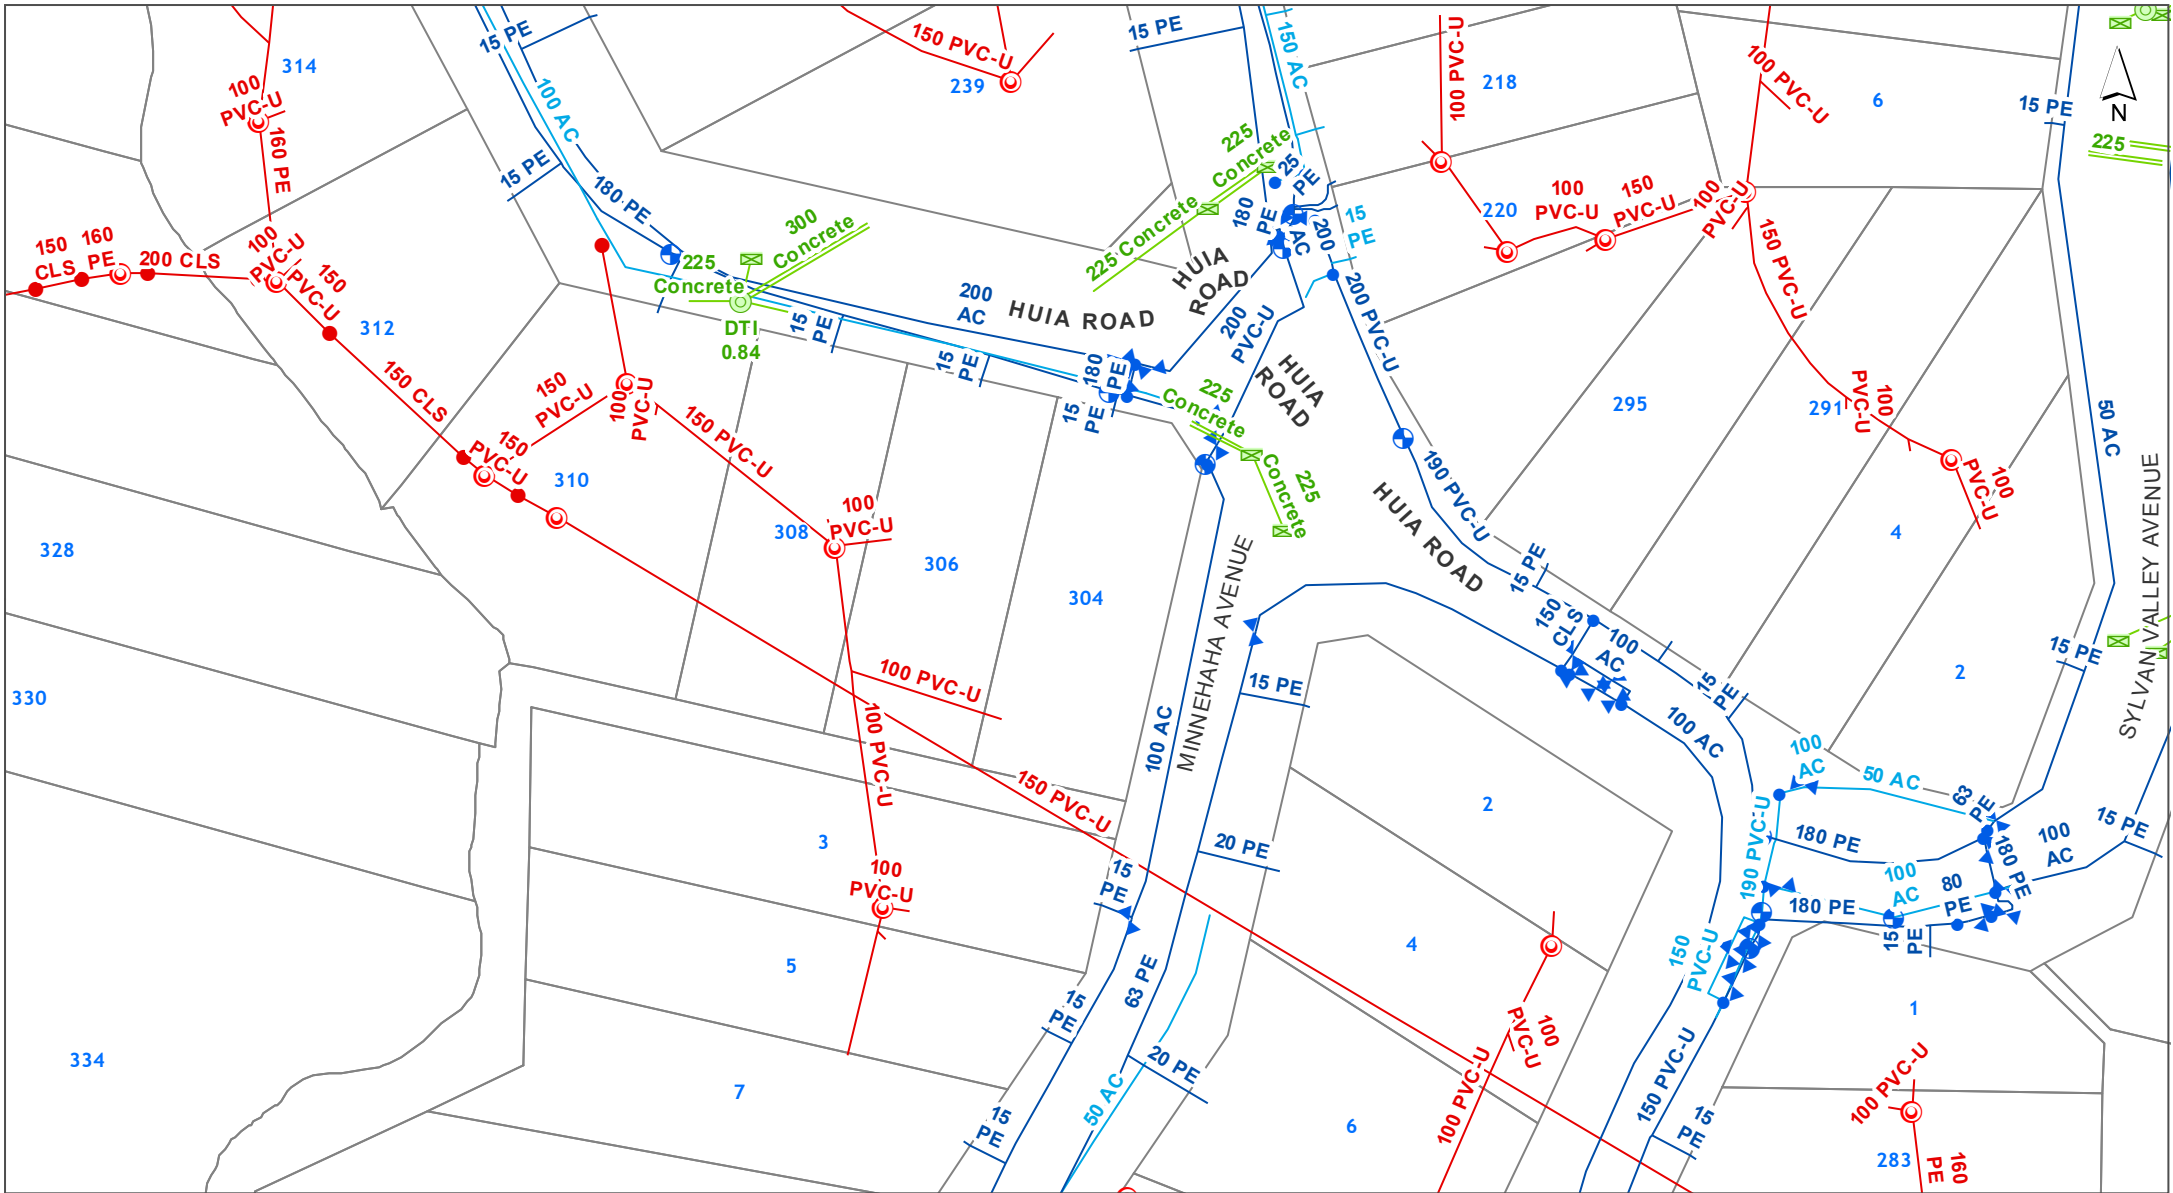 15 PE
314
100
PVC-U
160 PE
100 AC
15 PE
180 PE
150 PVC-U
239
15 PE
150 AC
100 PVC-U
218
100 PVC-U
6
15 PE
N
225
225
Concrete
25
PE
180
PE
200
AC
15
PE
220
100
PVC-U
150
PVC-U
100
PVC-U
150 PVC-U
150
CLS
160
PE
200 CLS
100
PVC-U
150
PVC-U
312
225
Concrete
300
Concrete
DTI
0.84
225 Concrete
HUIA
ROAD
200
AC
HUIA ROAD
15
PE
15
PE
180
PE
15
PE
200
PVC-U
200 PVC-U
HUIA
ROAD
225
Concrete
225
Concrete
150 CLS
150
PVC-U
100
PVC-U
150 PVC-U
150
PVC-U
310
308
100
PVC-U
306
304
295
291
100
PVC-U
100
PVC-U
4
50 AC
SYLVAN VALLEY AVENUE
190 PVC-U
HUIA ROAD
15 PE
150
CLS
100
AC
15
PE
100 AC
15 PE
2
328
330
334
100 PVC-U
100 PVC-U
150 PVC-U
100 AC
MINNEHAHA AVENUE
15 PE
20 PE
2
3
100
PVC-U
5
7
15
PE
15
PE
15
PE
63 PE
20 PE
50 AC
4
6
100
PVC-U
100 PVC-U
100
AC
50 AC
63
PE
190 PVC-U
180 PE
180 PE
100
AC
15 PE
100
AC
80
PE
180 PE
15
PE
150
PVC-U
150 PVC-U
15
PE
1
100 PVC-U
283
160
PE